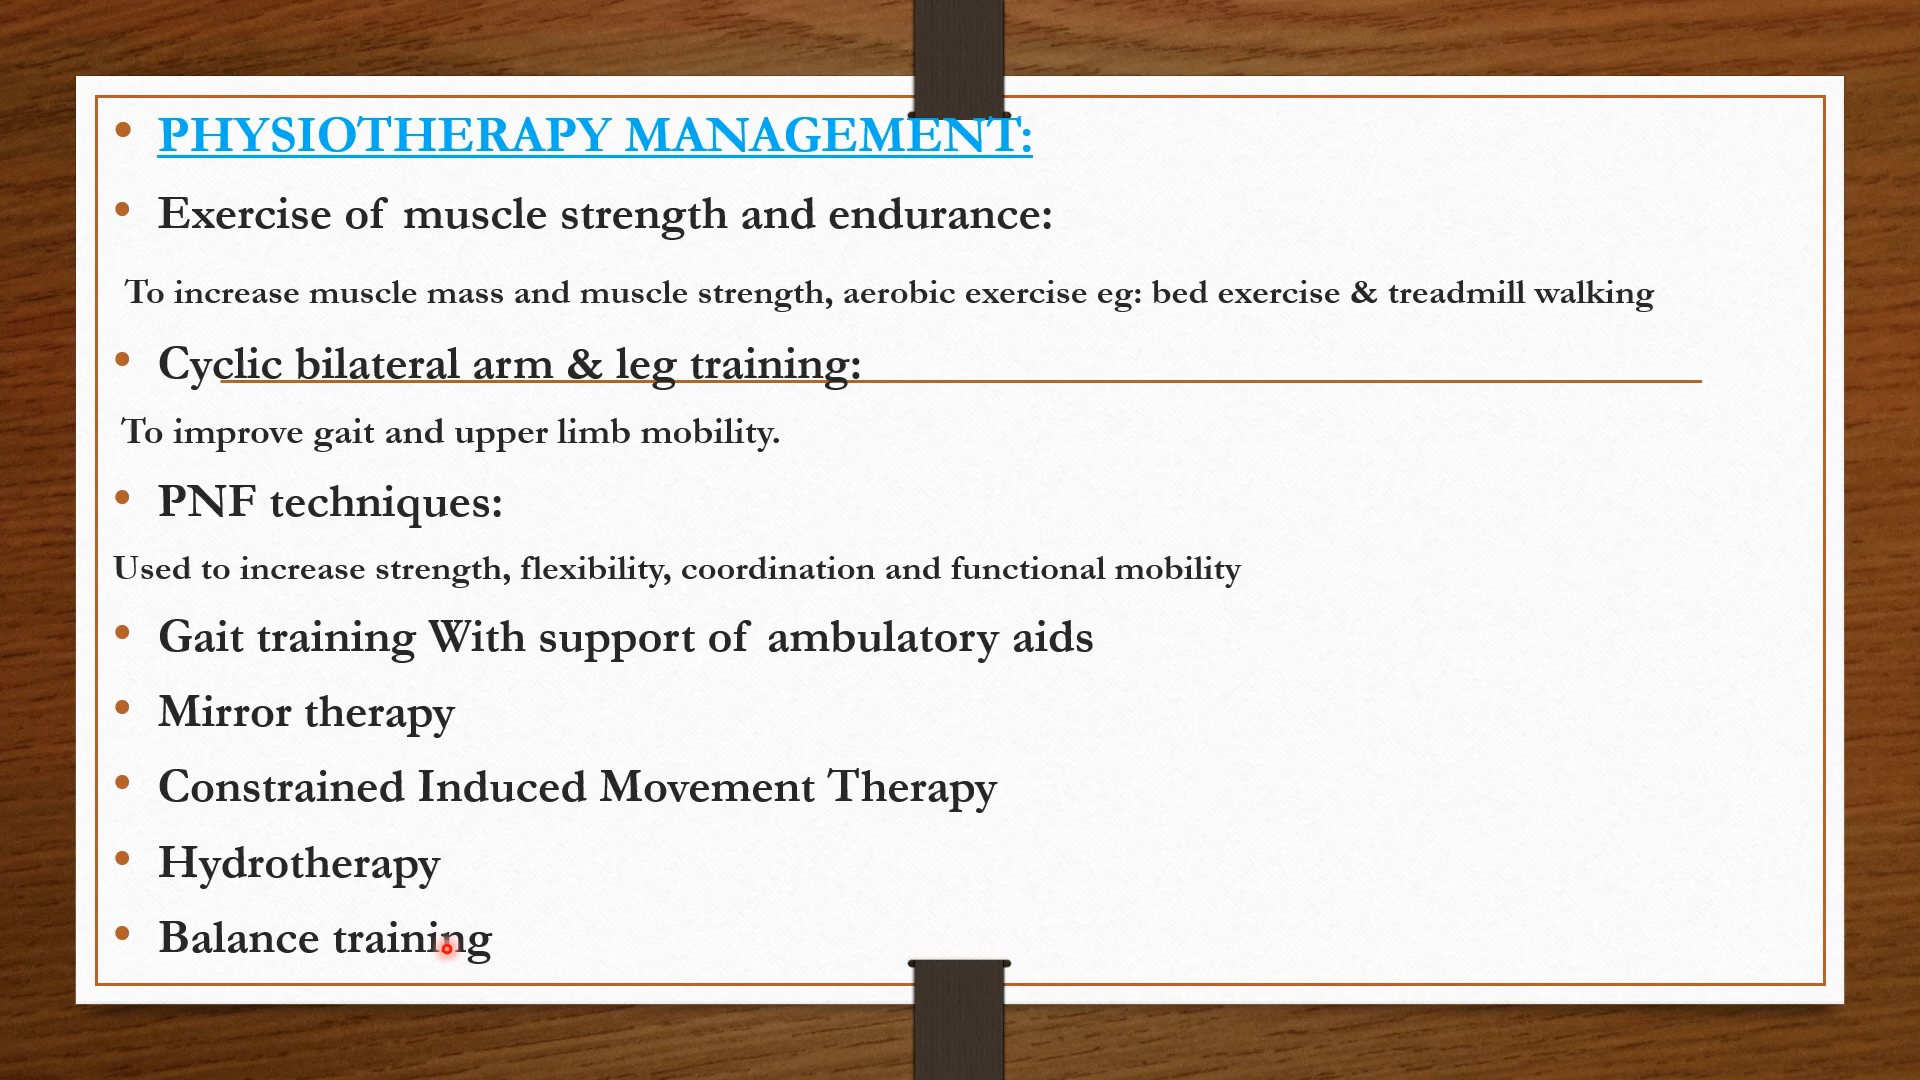 PHYSIOTHERAPY MANAGEMENT:
Exercise of muscle strength and endurance:
To increase muscle mass and muscle strength, aerobic exercise eg: bed exercise & treadmill walking
Cyclic bilateral arm & leg training:
To improve gait and upper limb mobility.
PNF techniques:
Used to increase strength, flexibility, coordination and functional mobility
Gait training With support of ambulatory aids
Mirror therapy
Constrained Induced Movement Therapy
Hydrotherapy
Balance training